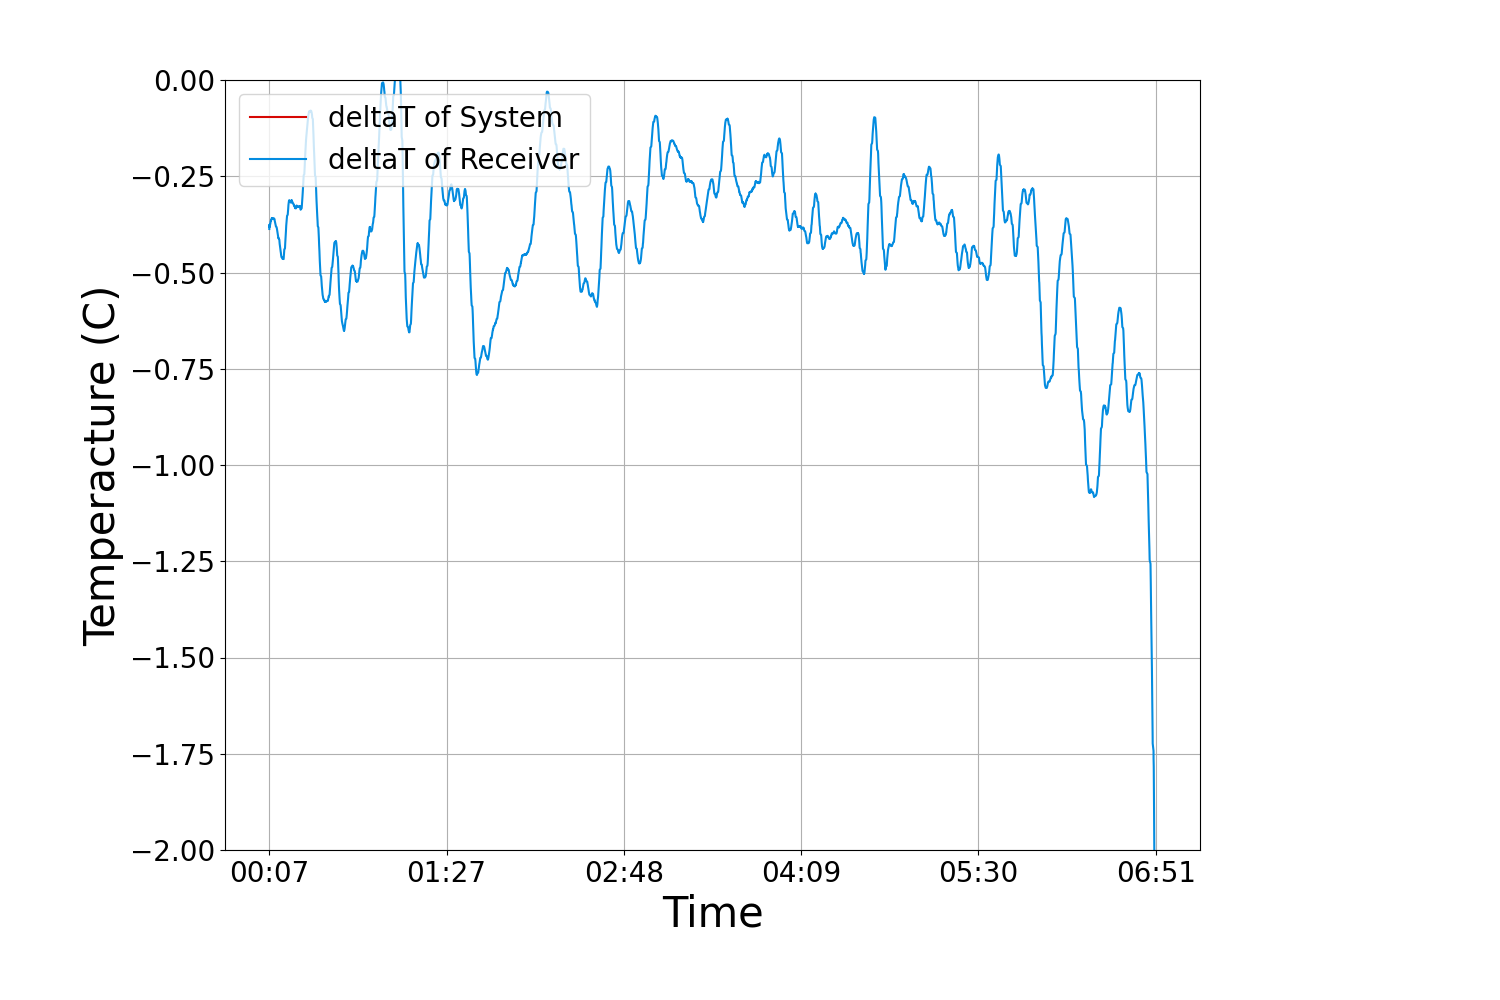 0.00
deltaT of System
deltaT of Receiver
−0.25
−0.50
−0.75
−1.00
−1.25
−1.50
−1.75
−2.00
Temperacture (C)
00:07 01:27 02:48 04:09 05:30 06:51
Time